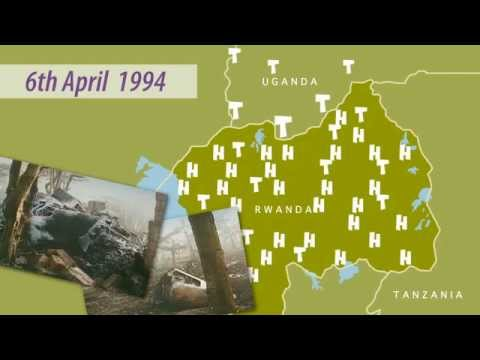 6th April 1994
T
T T
UGANDA
T T
T T
T H H
H T H H H T H
H H T H
H H H T
T H H
RWANDA H
H H H
H H H H
H H
H H H
H
TANZANIA